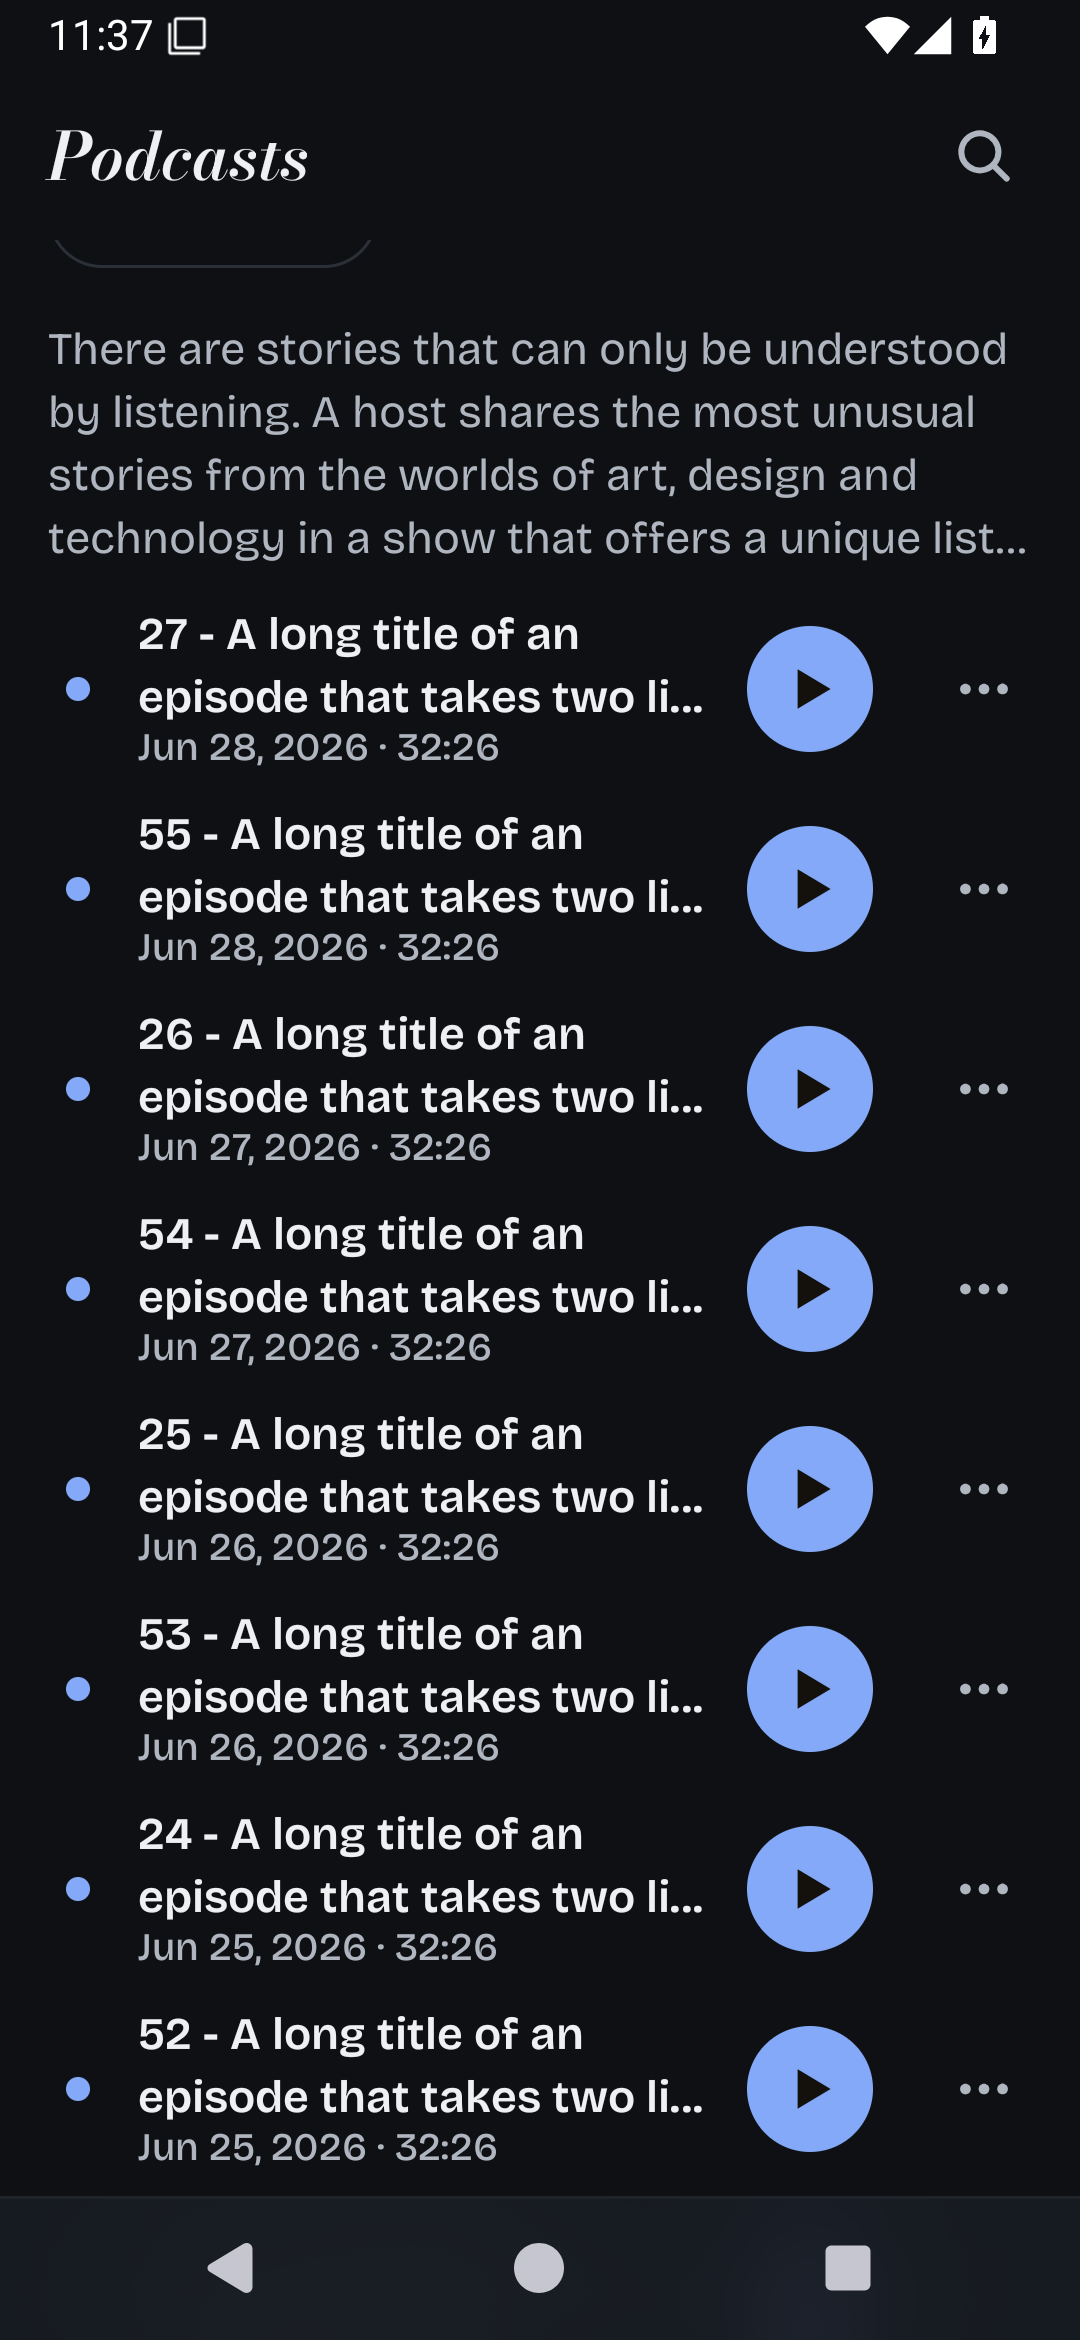 11:37
Podcasts
There are stories that can only be understood
by listening. A host shares the most unusual
stories from the worlds of art, design and
technology in a show that offers a unique list...
27 - A long title of an
episode that takes two li...
Jun 28, 2026 · 32:26
55 - A long title of an
episode that takes two li...
Jun 28, 2026 · 32:26
26 - A long title of an
episode that takes two li...
Jun 27, 2026 · 32:26
54 - A long title of an
episode that takes two li...
Jun 27, 2026 · 32:26
25 - A long title of an
episode that takes two li...
Jun 26, 2026 · 32:26
53 - A long title of an
episode that takes two li...
Jun 26, 2026 · 32:26
24 - A long title of an
episode that takes two li...
Jun 25, 2026 · 32:26
52 - A long title of an
episode that takes two li...
Jun 25, 2026 · 32:26